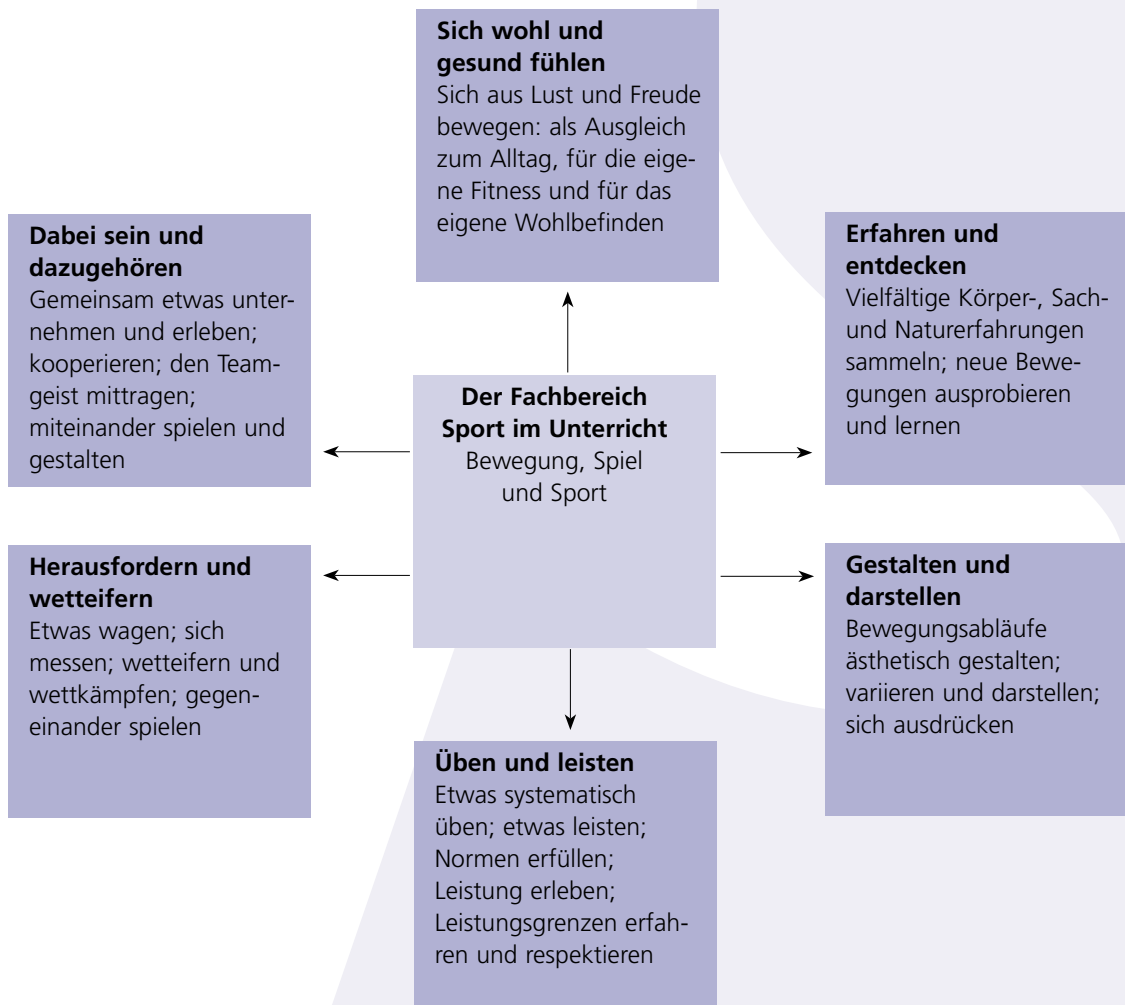 Sich wohl und
gesund fühlen
Sich aus Lust und Freude
bewegen: als Ausgleich
zum Alltag, für die eige-
ne Fitness und für das
eigene Wohlbefinden
Dabei sein und
dazugehören
Gemeinsam etwas unter-
nehmen und erleben;
kooperieren; den Team-
geist mittragen;
miteinander spielen und
gestalten
Erfahren und
entdecken
Vielfältige Körper-, Sach-
und Naturerfahrungen
sammeln; neue Bewe-
gungen ausprobieren
und lernen
Der Fachbereich
Sport im Unterricht
Bewegung, Spiel
und Sport
Herausfordern und
wetteifern
Etwas wagen; sich
messen; wetteifern und
wettkämpfen; gegen-
einander spielen
Gestalten und
darstellen
Bewegungsabläufe
ästhetisch gestalten;
variieren und darstellen;
sich ausdrücken
Üben und leisten
Etwas systematisch
üben; etwas leisten;
Normen erfüllen;
Leistung erleben;
Leistungsgrenzen erfah-
ren und respektieren